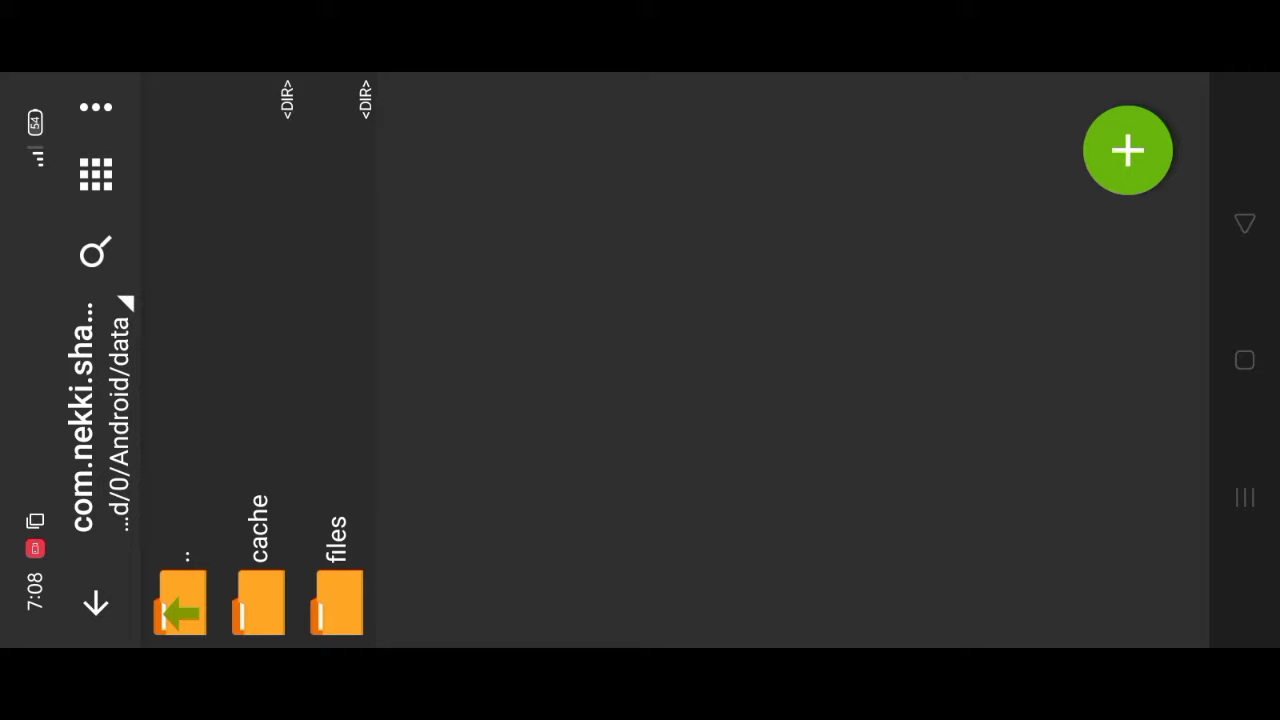 7:08
54
com.nekki.sha...
...d/0/Android/data
..
cache
<DIR>
files
<DIR>